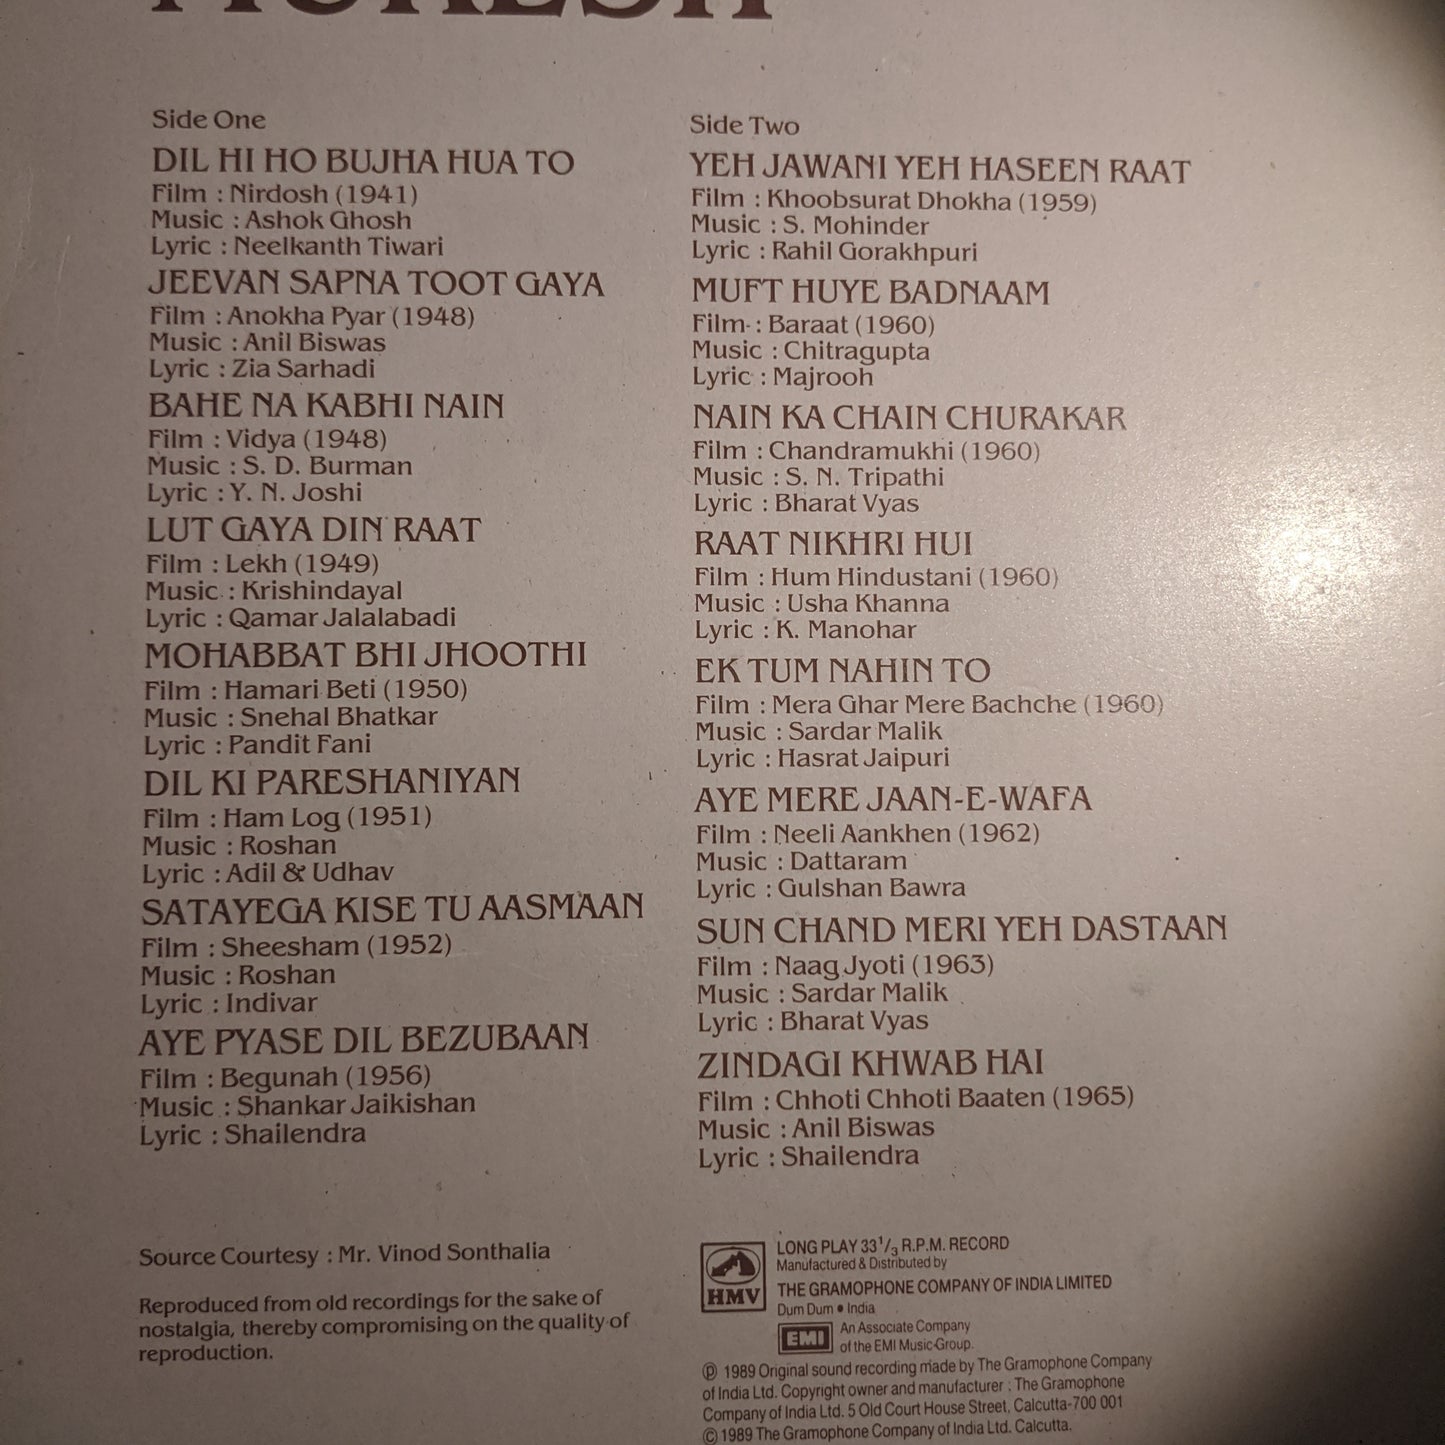 MUKESH
Side One
DIL HI HO BUJHA HUA TO
Film : Nirdosh (1941)
Music : Ashok Ghosh
Lyric : Neelkanth Tiwari
JEEVAN SAPNA TOOT GAYA
Film : Anokha Pyar (1948)
Music : Anil Biswas
Lyric : Zia Sarhadi
BAHE NA KABHI NAIN
Film : Vidya (1948)
Music : S. D. Burman
Lyric : Y. N. Joshi
LUT GAYA DIN RAAT
Film : Lekh (1949)
Music : Krishindayal
Lyric : Qamar Jalalabadi
MOHABBAT BHI JHOOTHI
Film : Hamari Beti (1950)
Music : Snehal Bhatkar
Lyric : Pandit Fani
DIL KI PARESHANIYAN
Film : Ham Log (1951)
Music : Roshan
Lyric : Adil & Udhav
SATAYEGA KISE TU AASMAAN
Film : Sheesham (1952)
Music : Roshan
Lyric : Indivar
AYE PYASE DIL BEZUBAAN
Film : Begunah (1956)
Music : Shankar Jaikishan
Lyric : Shailendra
Side Two
YEH JAWANI YEH HASEEN RAAT
Film : Khoobsurat Dhokha (1959)
Music : S. Mohinder
Lyric : Rahil Gorakhpuri
MUFT HUYE BADNAAM
Film : Baraat (1960)
Music : Chitragupta
Lyric : Majrooh
NAIN KA CHAIN CHURAKAR
Film : Chandramukhi (1960)
Music : S. N. Tripathi
Lyric : Bharat Vyas
RAAT NIKHRI HUI
Film : Hum Hindustani (1960)
Music : Usha Khanna
Lyric : K. Manohar
EK TUM NAHIN TO
Film : Mera Ghar Mere Bachche (1960)
Music : Sardar Malik
Lyric : Hasrat Jaipuri
AYE MERE JAAN-E-WAFA
Film : Neeli Aankhen (1962)
Music : Dattaram
Lyric : Gulshan Bawra
SUN CHAND MERI YEH DASTAAN
Film : Naag Jyoti (1963)
Music : Sardar Malik
Lyric : Bharat Vyas
ZINDAGI KHWAB HAI
Film : Chhoti Chhoti Baaten (1965)
Music : Anil Biswas
Lyric : Shailendra
Source Courtesy : Mr. Vinod Sonthalia
Reproduced from old recordings for the sake of
nostalgia, thereby compromising on the quality of
reproduction.
HMV
LONG PLAY 33 1/3 R.P.M. RECORD
Manufactured & Distributed by
THE GRAMOPHONE COMPANY OF INDIA LIMITED
Dum Dum • India
EMI
An Associate Company
of the EMI Music Group.
℗ 1989 Original sound recording made by The Gramophone Company
of India Ltd. Copyright owner and manufacturer : The Gramophone
Company of India Ltd. 5 Old Court House Street, Calcutta-700 001
© 1989 The Gramophone Company of India Ltd. Calcutta.